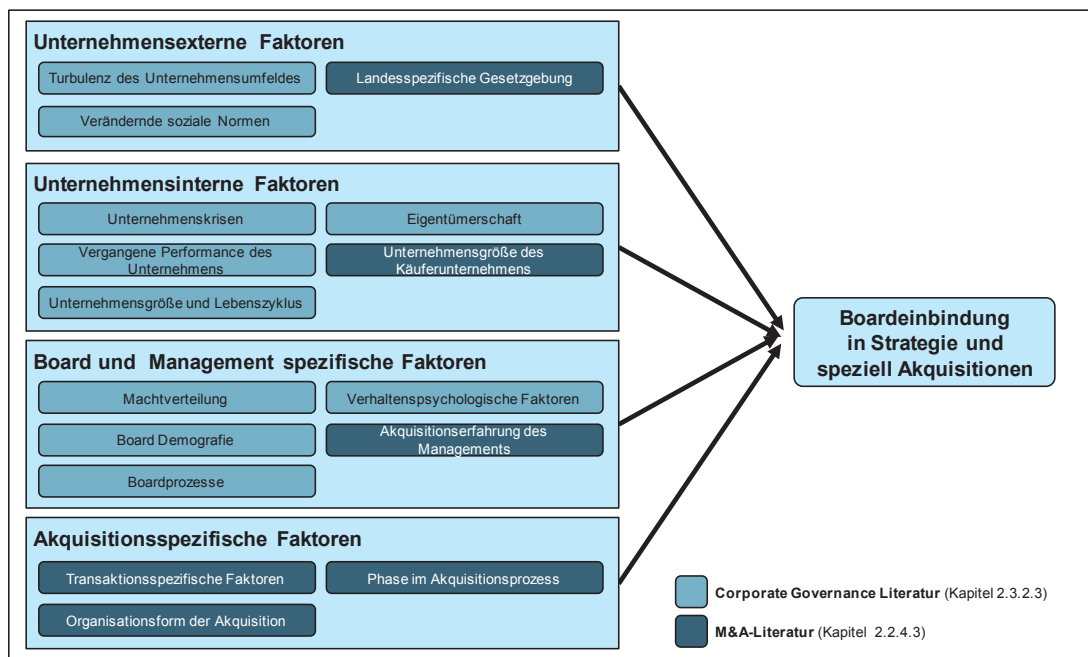 Unternehmensexterne Faktoren
Turbulenz des Unternehmensumfeldes
Landesspezifische Gesetzgebung
Verändernde soziale Normen
Unternehmensinterne Faktoren
Unternehmenskrisen
Eigentümerschaft
Vergangene Performance des
Unternehmens
Unternehmensgröße des
Käuferunternehmens
Unternehmensgröße und Lebenszyklus
Board und Management spezifische Faktoren
Machtverteilung
Verhaltenspsychologische Faktoren
Board Demografie
Akquisitionserfahrung des
Managements
Boardprozesse
Akquisitionsspezifische Faktoren
Transaktionsspezifische Faktoren
Phase im Akquisitionsprozess
Organisationsform der Akquisition
Boardeinbindung
in Strategie und
speziell Akquisitionen
Corporate Governance Literatur (Kapitel 2.3.2.3)
M&A-Literatur (Kapitel 2.2.4.3)